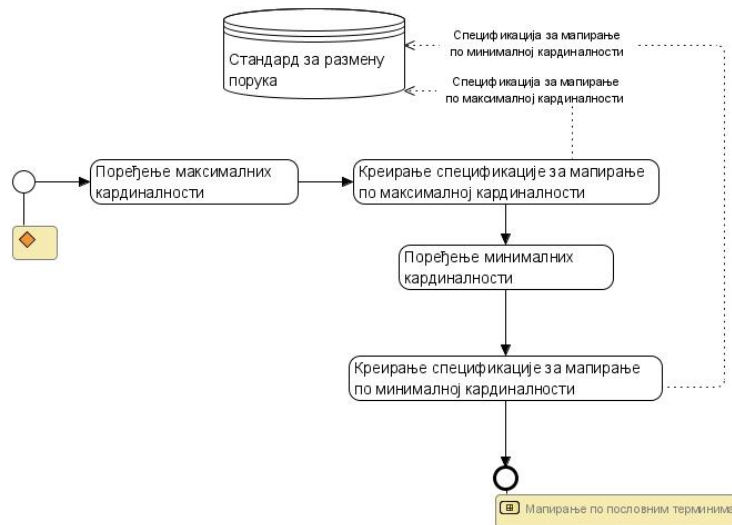 Спецификација за мапирање
по минималној кардиналности
Стандард за размену
поруka
Спецификација за мапирање
по максималној кардиналности
Поређење максималних
кардиналности
Креирање спецификације за мапирање
по максималној кардиналности
Поређење минималних
кардиналности
Креирање спецификације за мапирање
по минималној кардиналности
Мапирање по пословним терминима